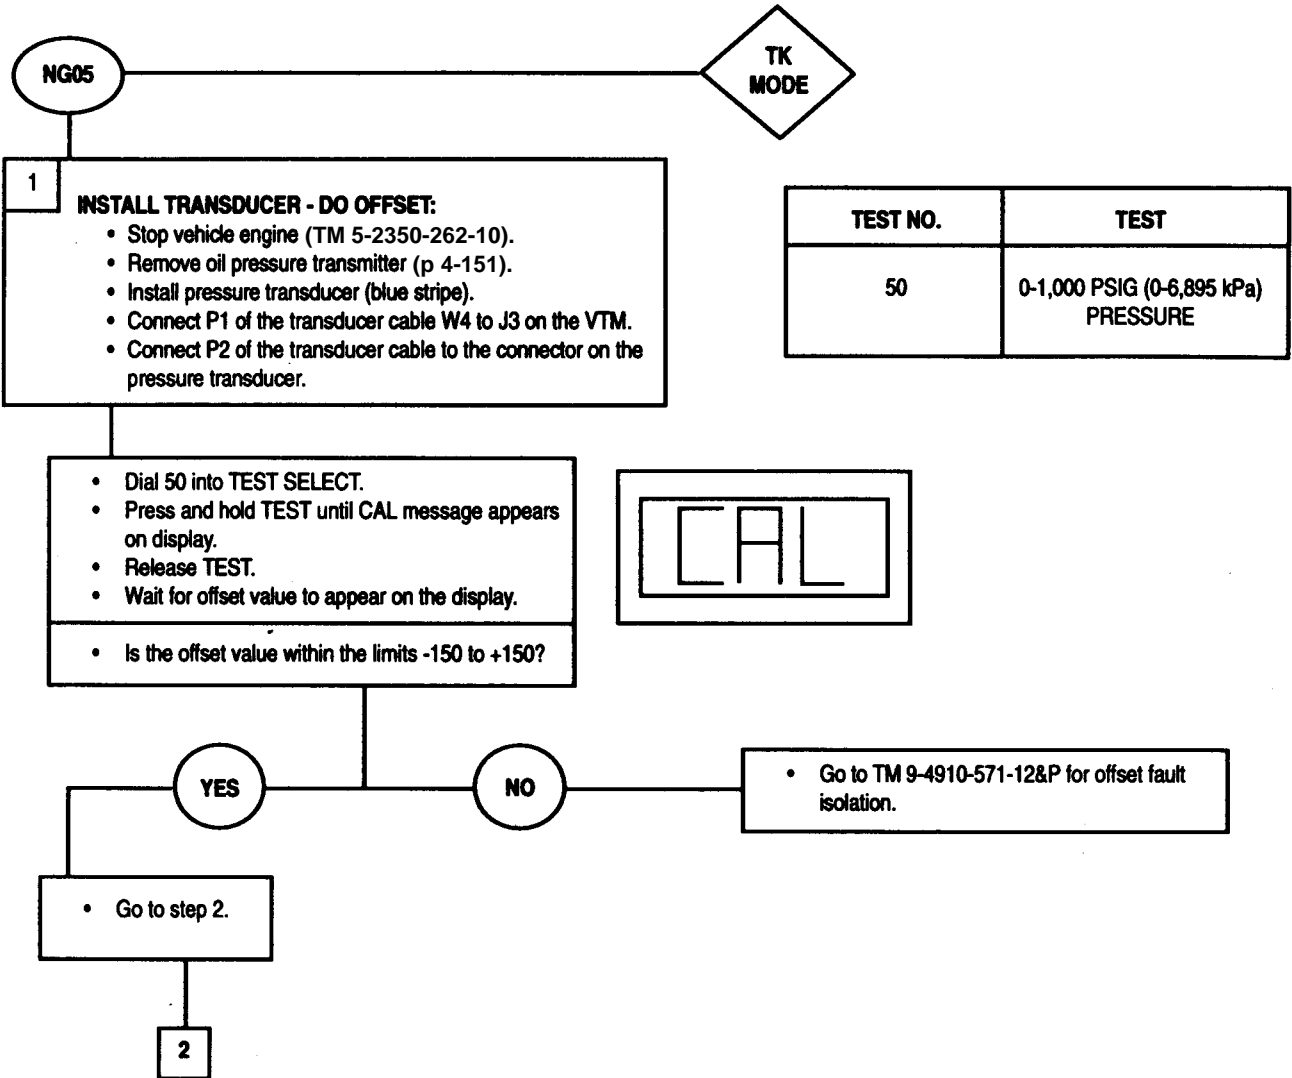 NG05
TK
MODE
1
INSTALL TRANSDUCER - DO OFFSET:
• Stop vehicle engine (TM 5-2350-262-10).
• Remove oil pressure transmitter (p 4-151).
• Install pressure transducer (blue stripe).
• Connect P1 of the transducer cable W4 to J3 on the VTM.
• Connect P2 of the transducer cable to the connector on the
pressure transducer.
TEST NO.
TEST
50
0-1,000 PSIG (0-6,895 kPa)
PRESSURE
• Dial 50 into TEST SELECT.
• Press and hold TEST until CAL message appears
on display.
• Release TEST.
• Wait for offset value to appear on the display.
• Is the offset value within the limits -150 to +150?
CAL
YES
NO
• Go to TM 9-4910-571-12&P for offset fault
isolation.
• Go to step 2.
2